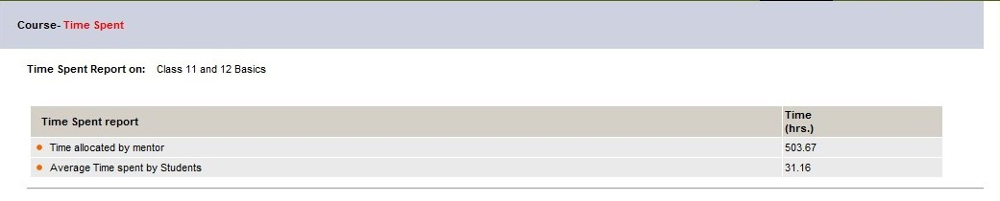 Course- Time Spent
Time Spent Report on: Class 11 and 12 Basics
Time Spent report Time (hrs.)
Time allocated by mentor 503.67
Average Time spent by Students 31.16